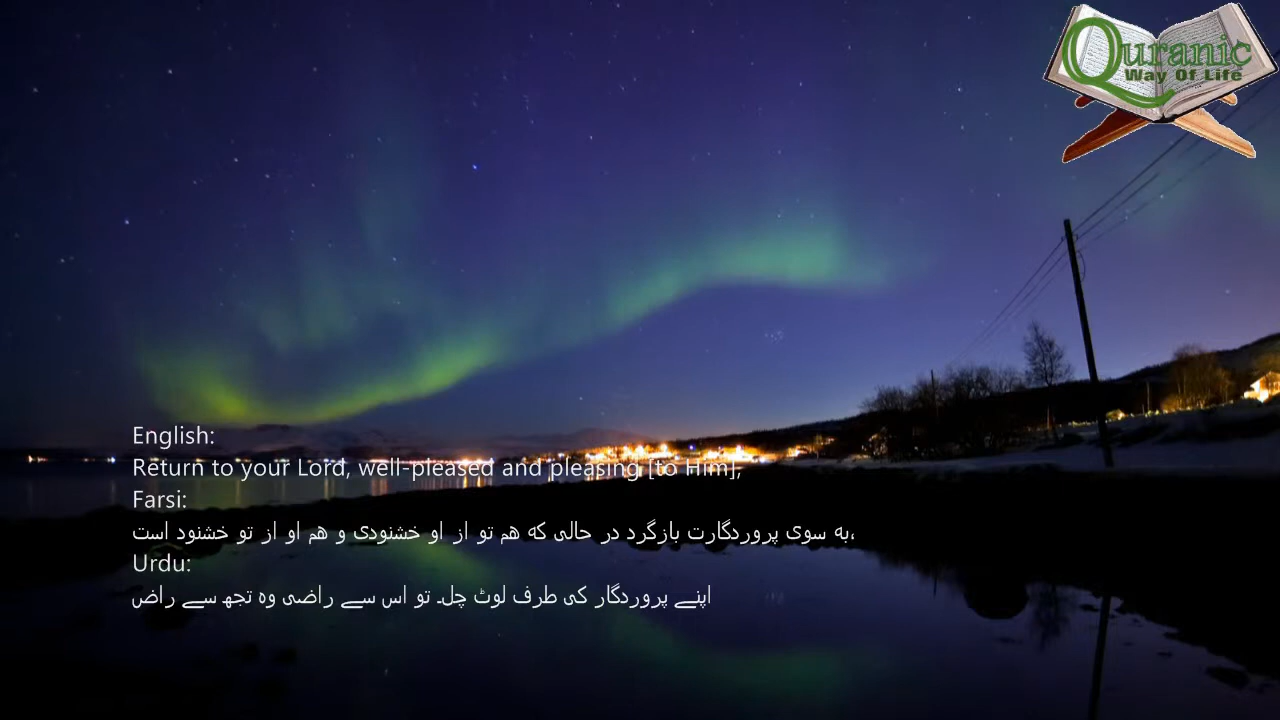 Quranic
Way Of Life
English:
Return to your Lord, well-pleased and pleasing [to Him],
Farsi:
به سوی پروردگارت بازگرد در حالی که هم تو از او خشنودی و هم او از تو خشنود است،
Urdu:
اپنے پروردگار کی طرف لوٹ چل۔ تو اس سے راضی وہ تجھ سے راض